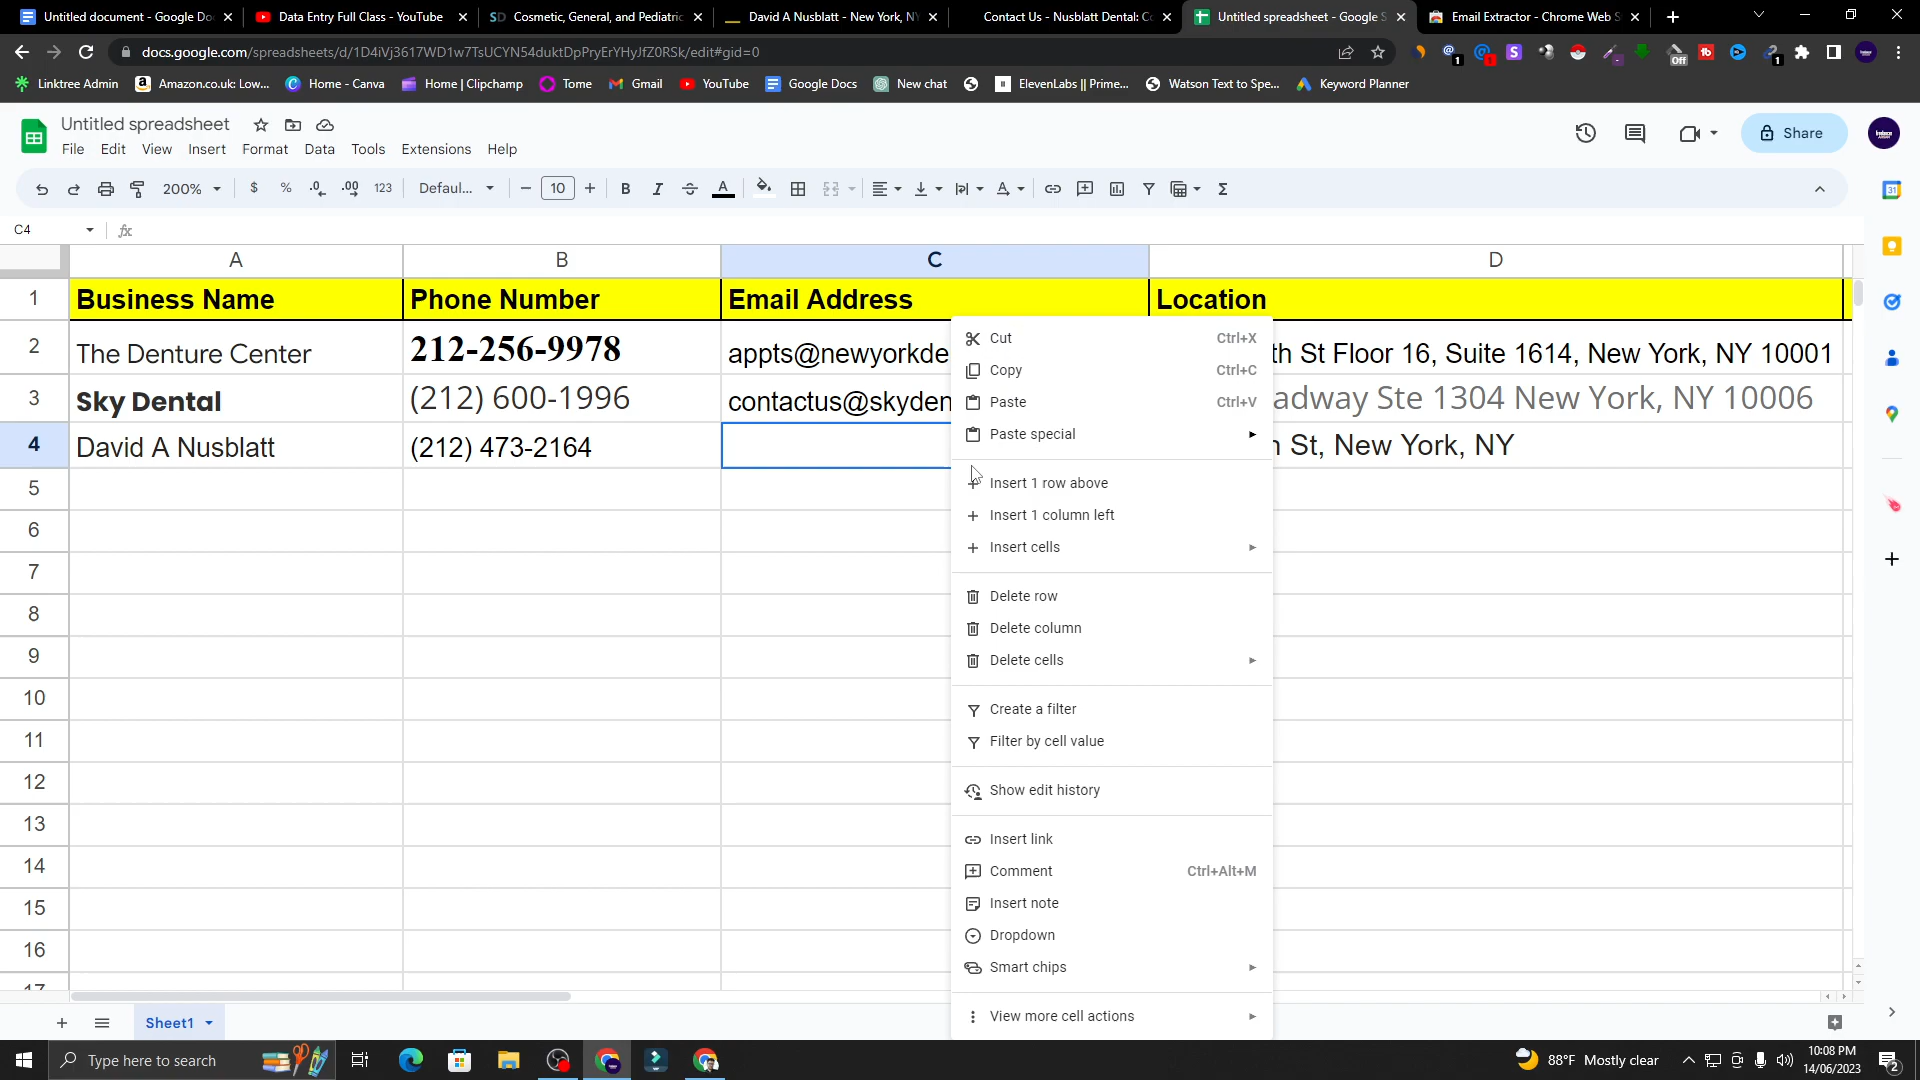 Untitled document - Google Do
Data Entry Full Class - YouTube
SD Cosmetic, General, and Pediatric
David A Nusblatt - New York, NY
Contact Us - Nusblatt Dental: Co
Untitled spreadsheet - Google S
Email Extractor - Chrome Web S
docs.google.com/spreadsheets/d/1D4iVj3617WD1w7TsUCYN54duktDpPryErYHyJfZ0RSk/edit#gid=0
Linktree Admin
Amazon.co.uk: Low...
Home - Canva
Home | Clipchamp
Tome
Gmail
YouTube
Google Docs
New chat
ElevenLabs || Prime...
Watson Text to Spe...
Keyword Planner
Untitled spreadsheet
File Edit View Insert Format Data Tools Extensions Help
Share
200% $ % .0 .00 123 Defaul... 10 B I A Σ
C4 fx
A B C D
1 Business Name Phone Number Email Address Location
2 The Denture Center 212-256-9978 appts@newyorkde th St Floor 16, Suite 1614, New York, NY 10001
3 Sky Dental (212) 600-1996 contactus@skyden adway Ste 1304 New York, NY 10006
4 David A Nusblatt (212) 473-2164 St, New York, NY
5
6
7
8
9
10
11
12
13
14
15
16
17
Cut Ctrl+X
Copy Ctrl+C
Paste Ctrl+V
Paste special
Insert 1 row above
Insert 1 column left
Insert cells
Delete row
Delete column
Delete cells
Create a filter
Filter by cell value
Show edit history
Insert link
Comment Ctrl+Alt+M
Insert note
Dropdown
Smart chips
View more cell actions
Sheet1
Type here to search
88°F Mostly clear
10:08 PM
14/06/2023
2